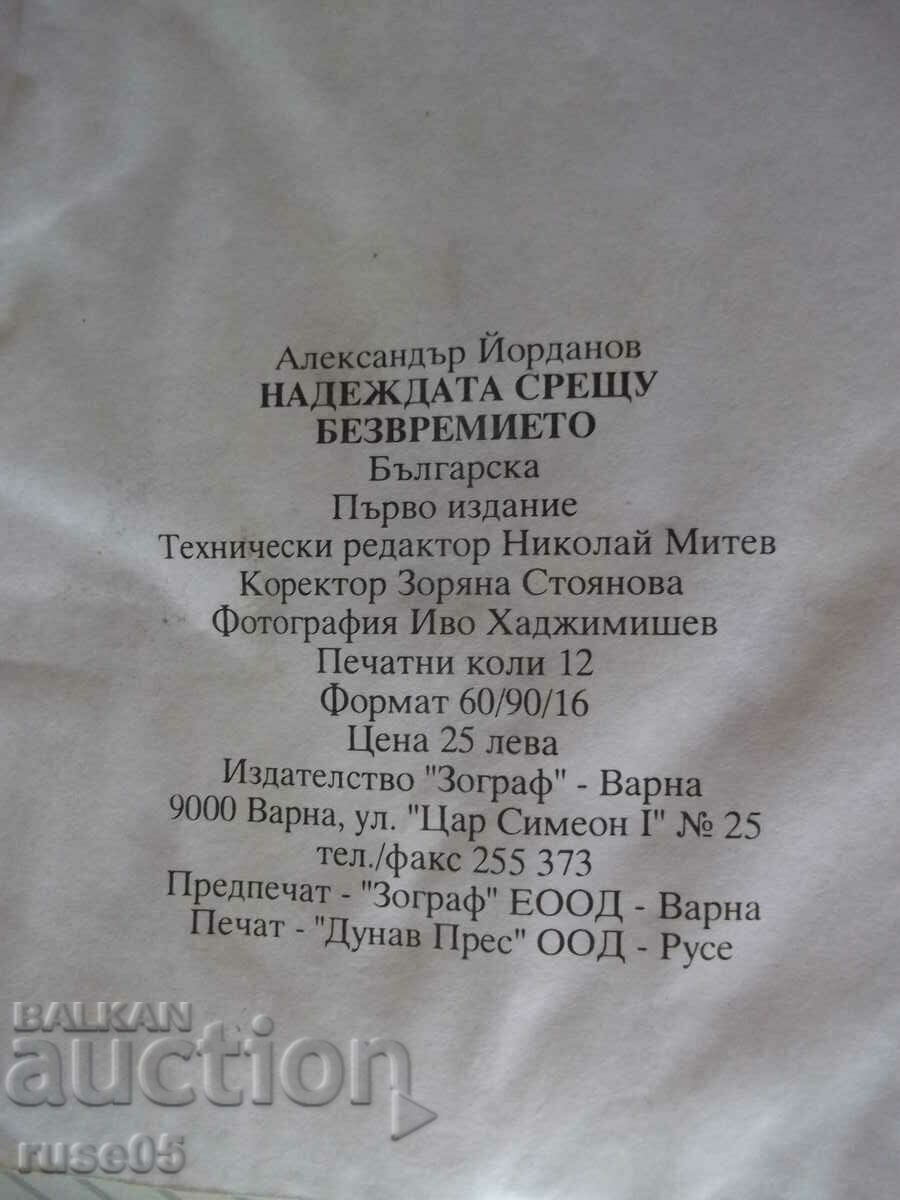 Александър Йорданов
НАДЕЖДАТА СРЕЩУ
БЕЗВРЕМИЕТО
Българска
Първо издание
Технически редактор Николай Митев
Коректор Зоряна Стоянова
Фотография Иво Хаджимишев
Печатни коли 12
Формат 60/90/16
Цена 25 лева
Издателство "Зограф" - Варна
9000 Варна, ул. "Цар Симеон I" № 25
тел./факс 255 373
Предпечат - "Зограф" ЕООД - Варна
Печат - "Дунав Прес" ООД - Русе
BALKAN
auction
ruse05